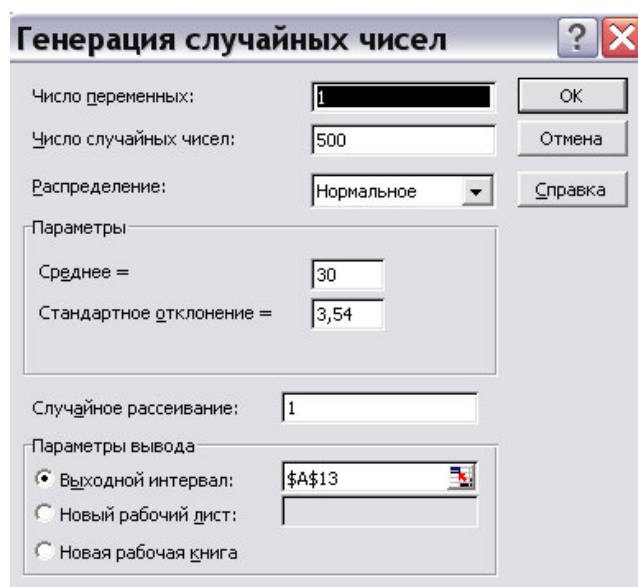 Генерация случайных чисел
Число переменных: 1 ОК
Число случайных чисел: 500 Отмена
Распределение: Нормальное Справка
Параметры
Среднее = 30
Стандартное отклонение = 3,54
Случайное рассеивание: 1
Параметры вывода
Выходной интервал: $A$13
Новый рабочий лист:
Новая рабочая книга